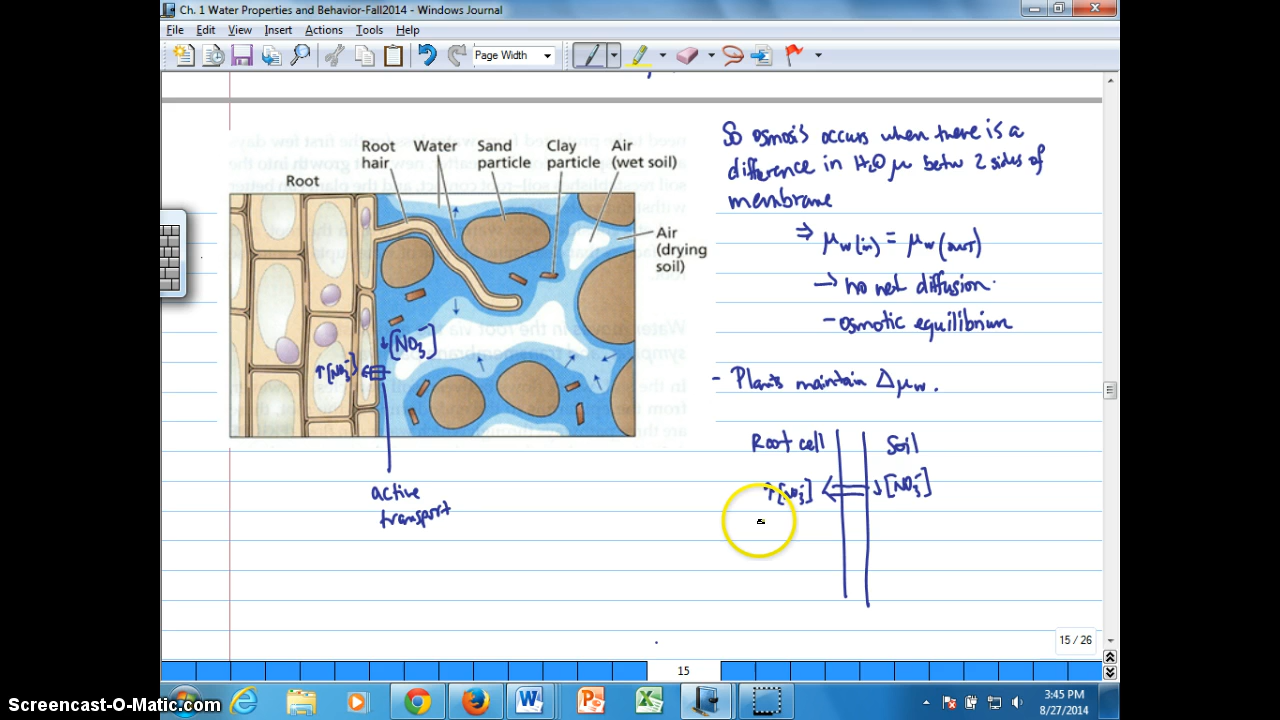 Ch. 1 Water Properties and Behavior-Fall2014 - Windows Journal
File Edit View Insert Actions Tools Help
Page Width
Root hair
Water
Sand particle
Clay particle
Air (wet soil)
Root
Air (drying soil)
↓[NO₃⁻]
↑[NO₃⁻]
active
transport
So osmosis occurs when there is a
difference in H₂O μ betw 2 sides of
membrane
⇒ μw(in) = μw(out)
→ no net diffusion.
- osmotic equilibrium
- Plants maintain Δμw.
Root cell
Soil
↑[NO₃⁻]
↓[NO₃⁻]
15 / 26
15
3:45 PM
8/27/2014
Screencast-O-Matic.com